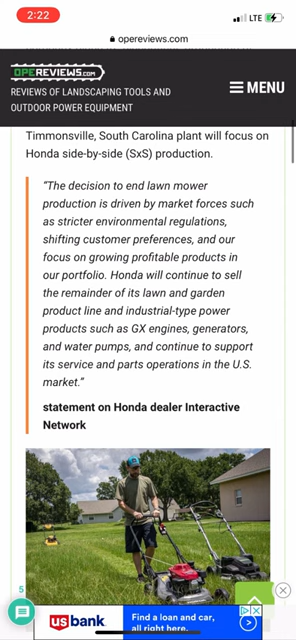 2:22
LTE
opereviews.com
OPEREVIEWS.COM
REVIEWS OF LANDSCAPING TOOLS AND
OUTDOOR POWER EQUIPMENT
MENU
Timmonsville, South Carolina plant will focus on
Honda side-by-side (SxS) production.
“The decision to end lawn mower
production is driven by market forces such
as stricter environmental regulations,
shifting customer preferences, and our
focus on growing profitable products in
our portfolio. Honda will continue to sell
the remainder of its lawn and garden
product line and industrial-type power
products such as GX engines, generators,
and water pumps, and continue to support
its service and parts operations in the U.S.
market.”
statement on Honda dealer Interactive
Network
5
usbank
Find a loan and car,
all right here.